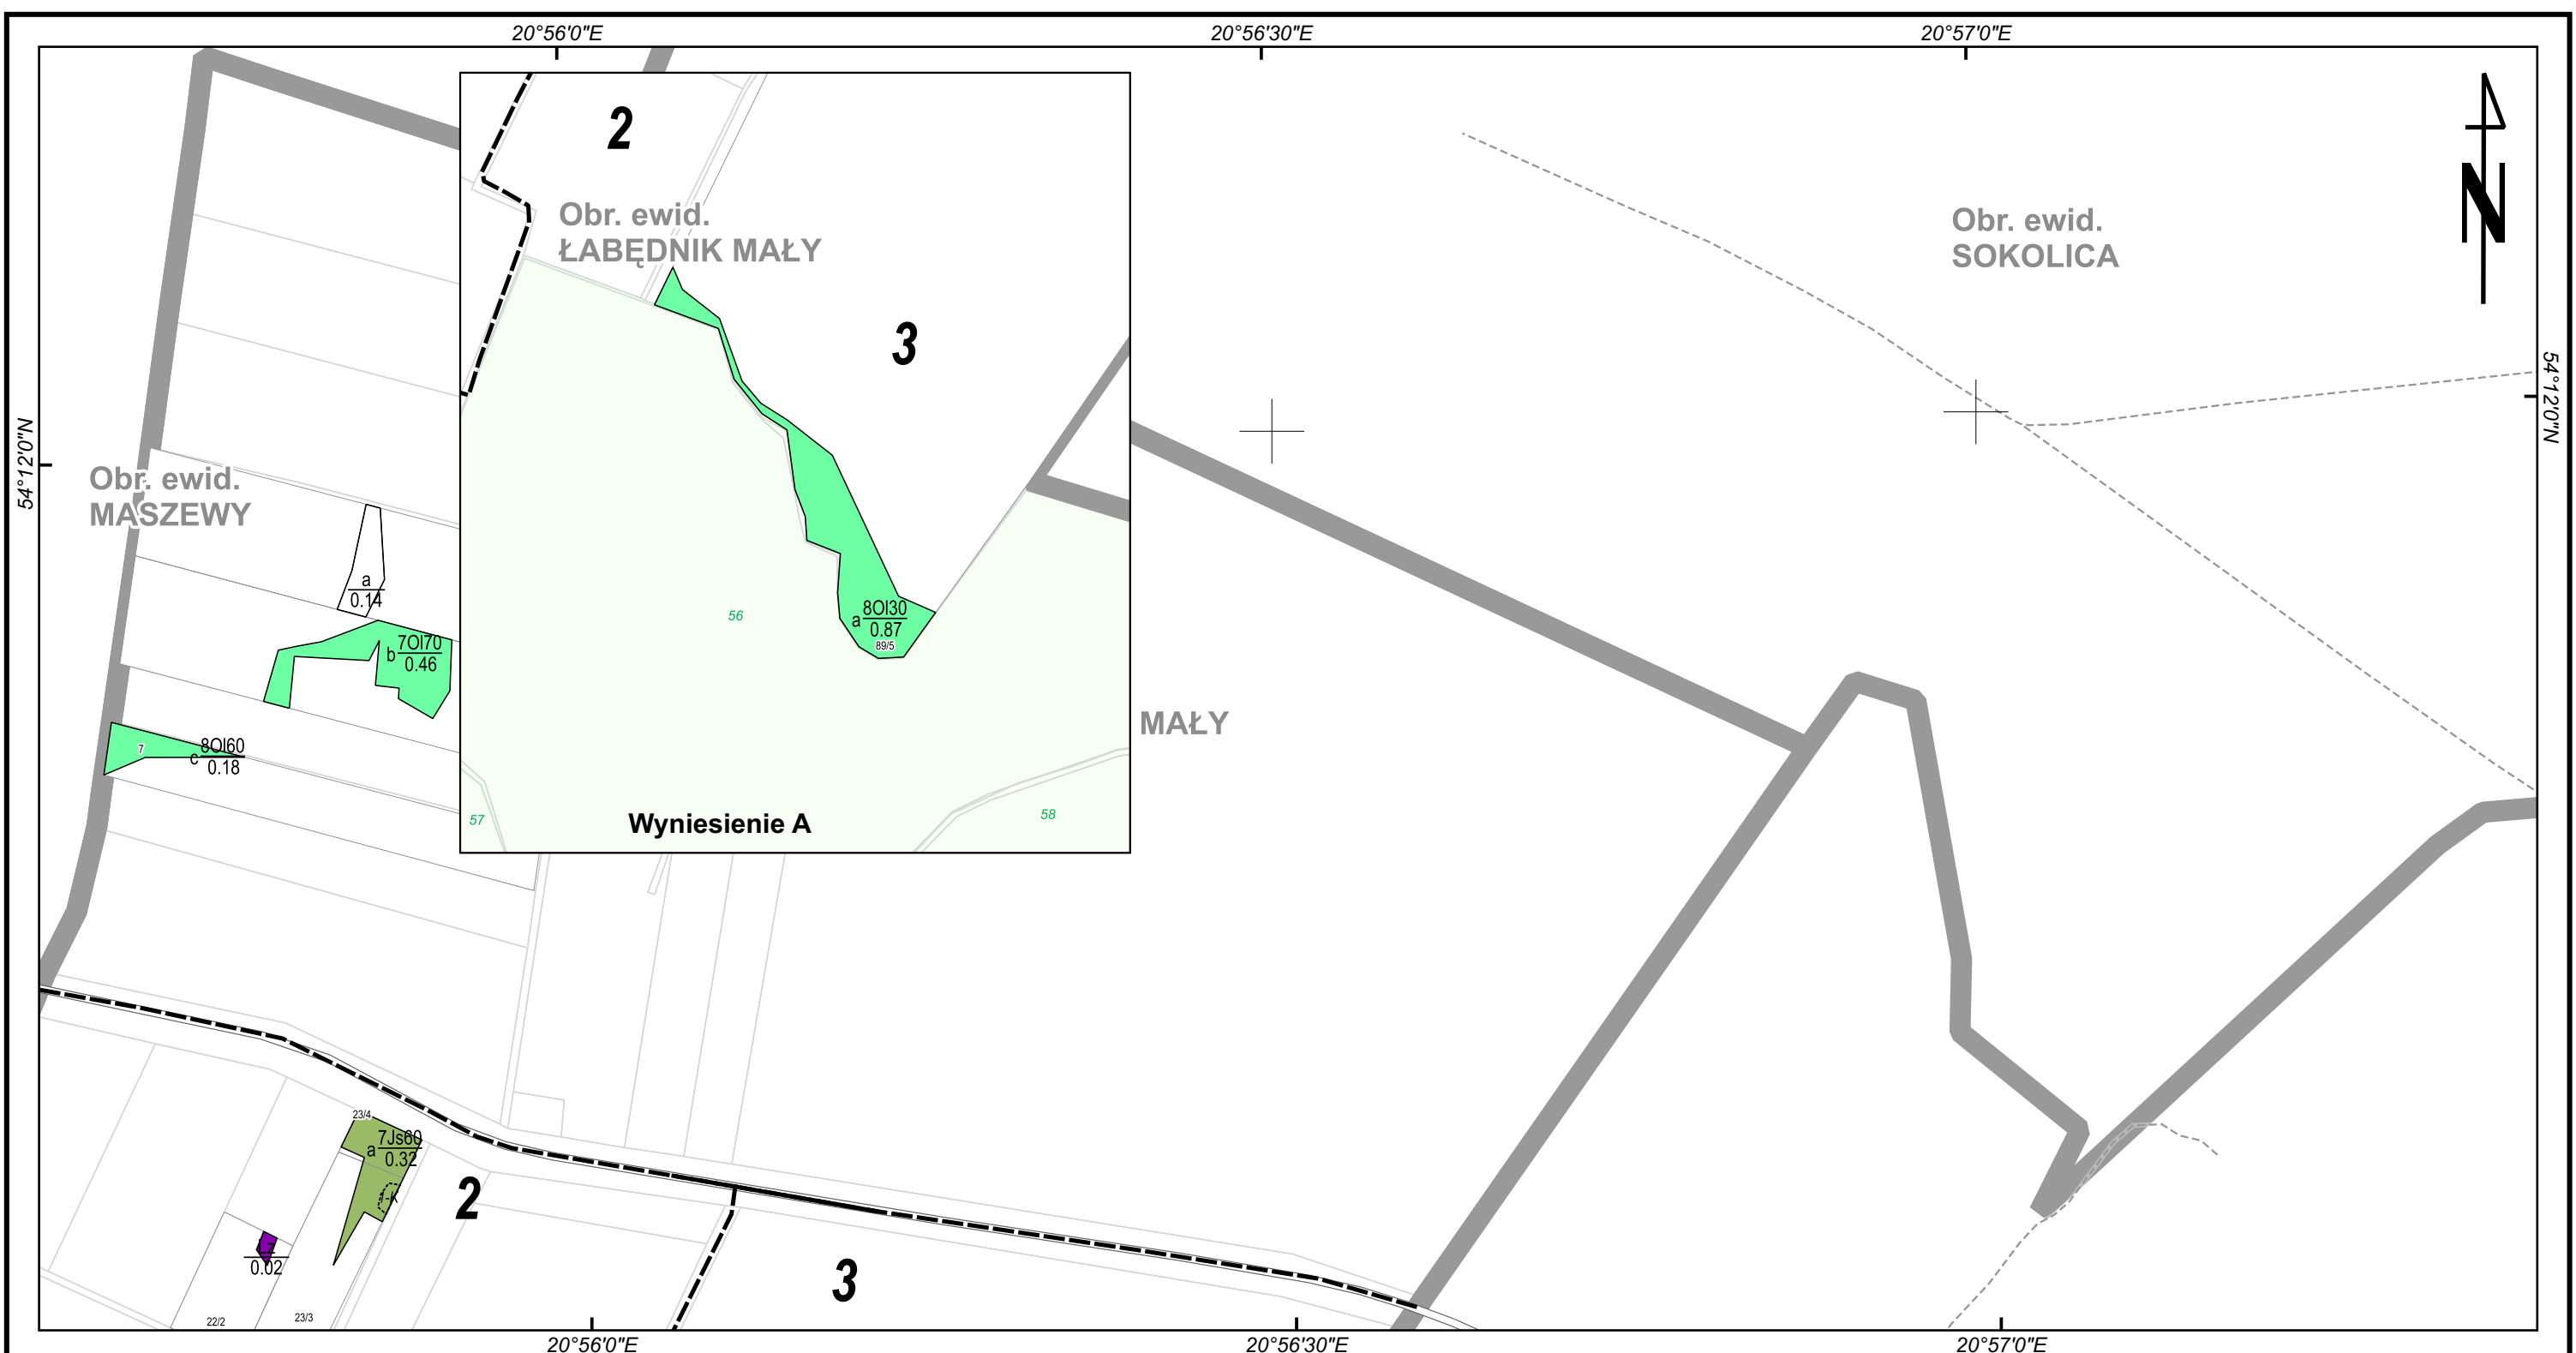 20°56'0"E
20°56'30"E
20°57'0"E
2
Obr. ewid.
ŁABĘDNIK MAŁY
3
Obr. ewid.
SOKOLICA
N
54°12'0"N
54°12'0"N
Obr. ewid.
MASZEWY
a
0.14
b 7Ol70
0.46
7
c 8Ol60
0.18
56
a 8Ol30
0.87
89/5
MAŁY
57
58
Wyniesienie A
23/4
a 7Js60
0.32
2
3
0.02
22/2
23/3
20°56'0"E
20°56'30"E
20°57'0"E